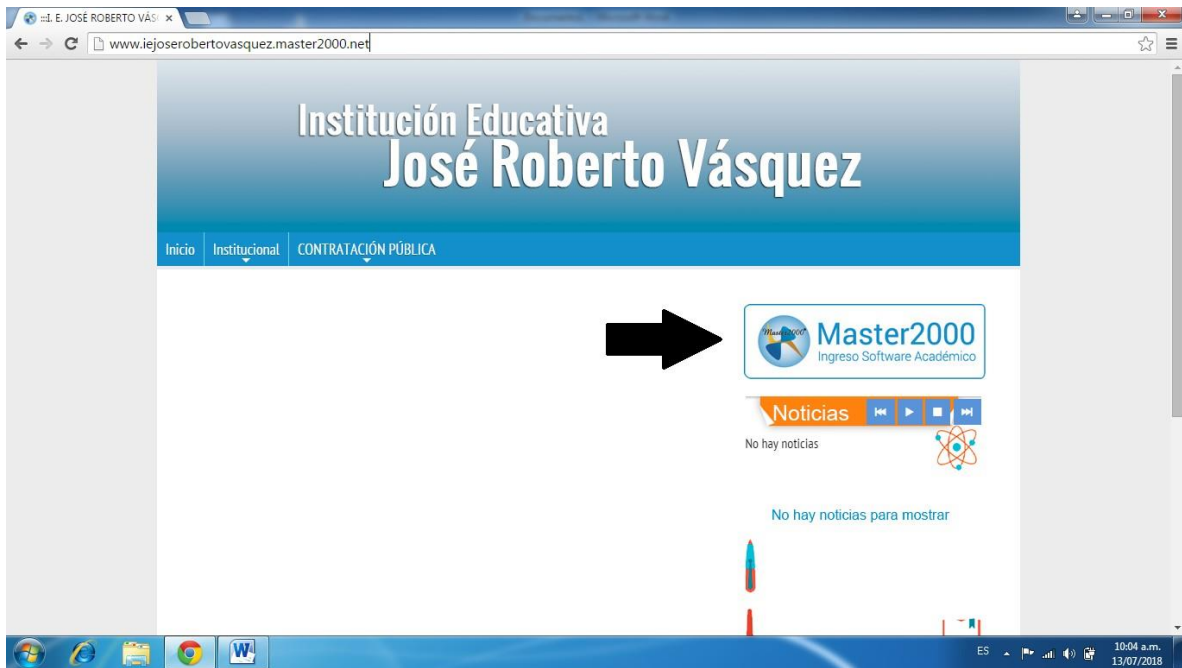 :::I. E. JOSÉ ROBERTO VÁS
www.iejoserobertovasquez.master2000.net
Institución Educativa
José Roberto Vásquez
Inicio Institucional CONTRATACIÓN PÚBLICA
Master2000
Master2000
Ingreso Software Académico
Noticias
No hay noticias
No hay noticias para mostrar
ES
10:04 a.m.
13/07/2018